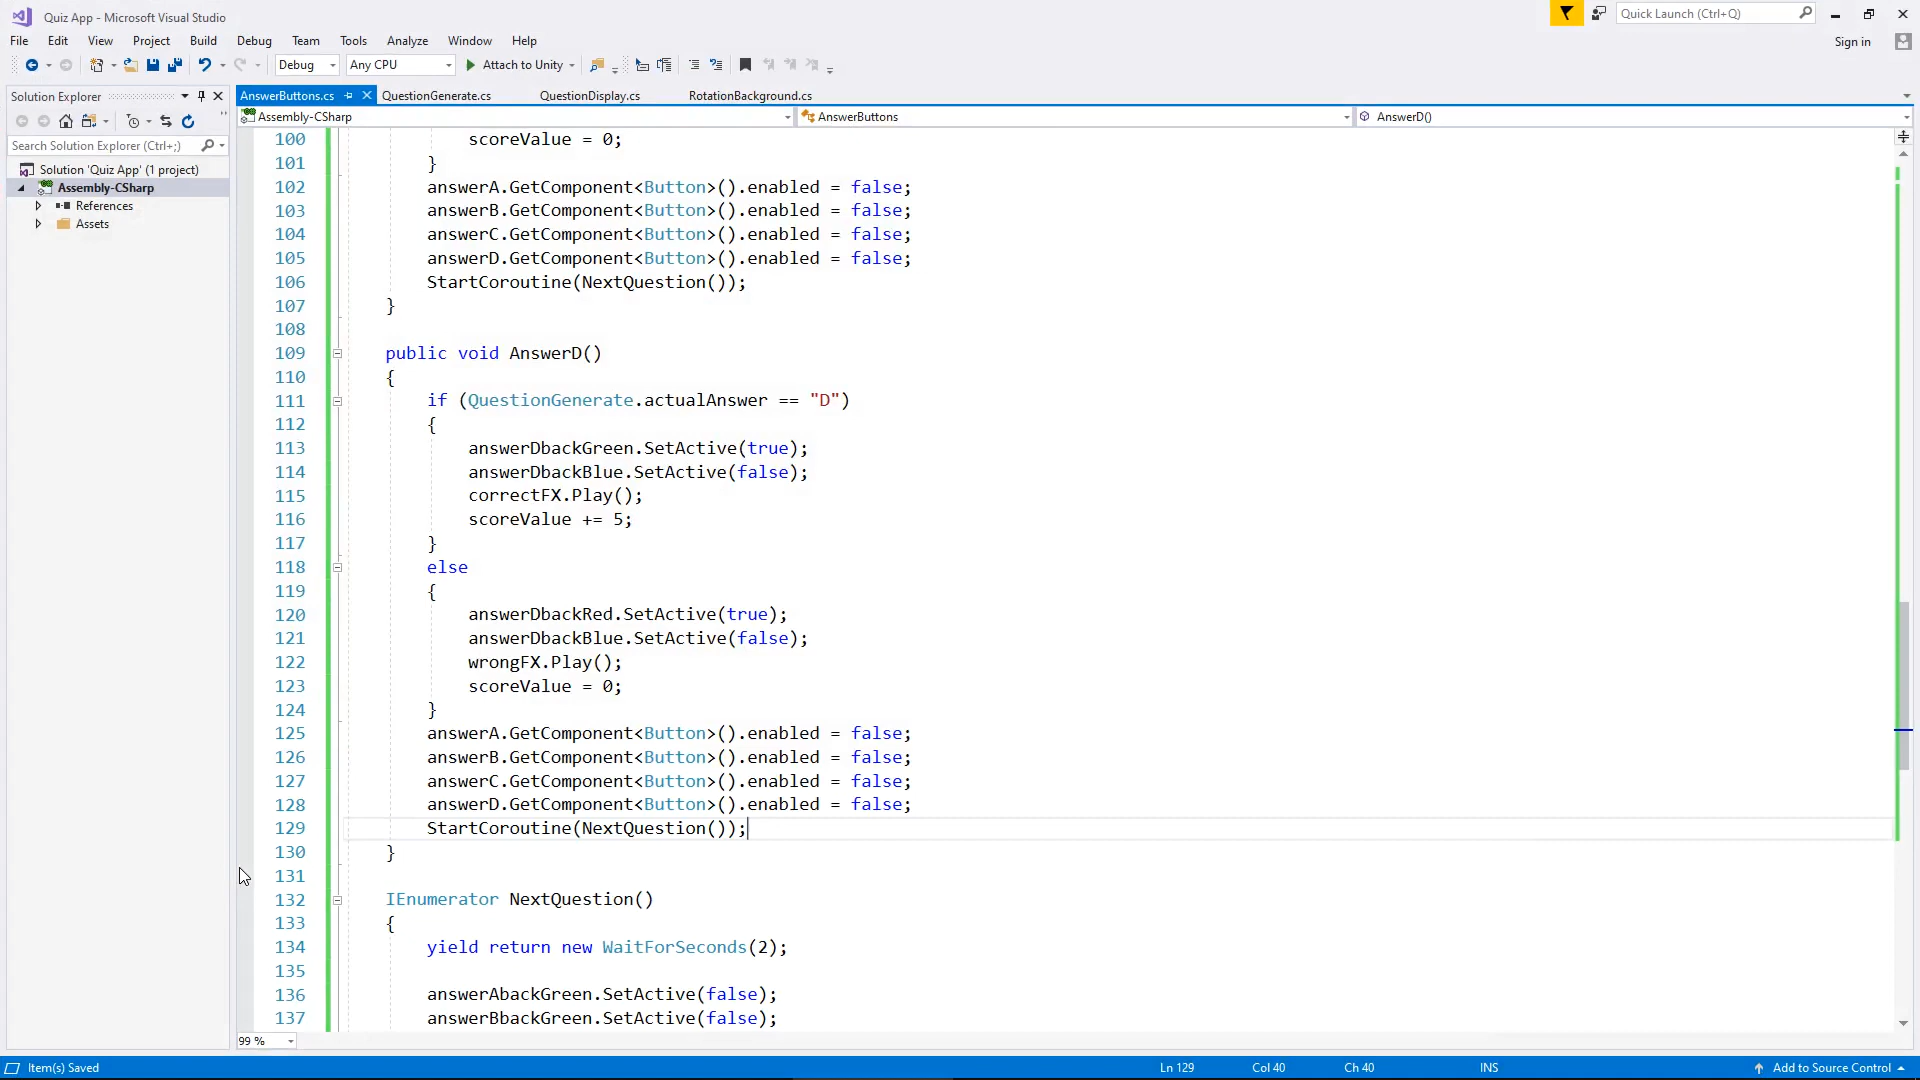 Quiz App - Microsoft Visual Studio
Quick Launch (Ctrl+Q)
File Edit View Project Build Debug Team Tools Analyze Window Help
Sign in
Debug Any CPU Attach to Unity
Solution Explorer
AnswerButtons.cs QuestionGenerate.cs QuestionDisplay.cs RotationBackground.cs
Assembly-CSharp AnswerButtons AnswerD()
Search Solution Explorer (Ctrl+;)
Solution 'Quiz App' (1 project)
Assembly-CSharp
References
Assets
100 scoreValue = 0;
101 }
102 answerA.GetComponent<Button>().enabled = false;
103 answerB.GetComponent<Button>().enabled = false;
104 answerC.GetComponent<Button>().enabled = false;
105 answerD.GetComponent<Button>().enabled = false;
106 StartCoroutine(NextQuestion());
107 }
108
109 public void AnswerD()
110 {
111 if (QuestionGenerate.actualAnswer == "D")
112 {
113 answerDbackGreen.SetActive(true);
114 answerDbackBlue.SetActive(false);
115 correctFX.Play();
116 scoreValue += 5;
117 }
118 else
119 {
120 answerDbackRed.SetActive(true);
121 answerDbackBlue.SetActive(false);
122 wrongFX.Play();
123 scoreValue = 0;
124 }
125 answerA.GetComponent<Button>().enabled = false;
126 answerB.GetComponent<Button>().enabled = false;
127 answerC.GetComponent<Button>().enabled = false;
128 answerD.GetComponent<Button>().enabled = false;
129 StartCoroutine(NextQuestion());
130 }
131
132 IEnumerator NextQuestion()
133 {
134 yield return new WaitForSeconds(2);
135
136 answerAbackGreen.SetActive(false);
137 answerBbackGreen.SetActive(false);
99 %
Item(s) Saved Ln 129 Col 40 Ch 40 INS Add to Source Control